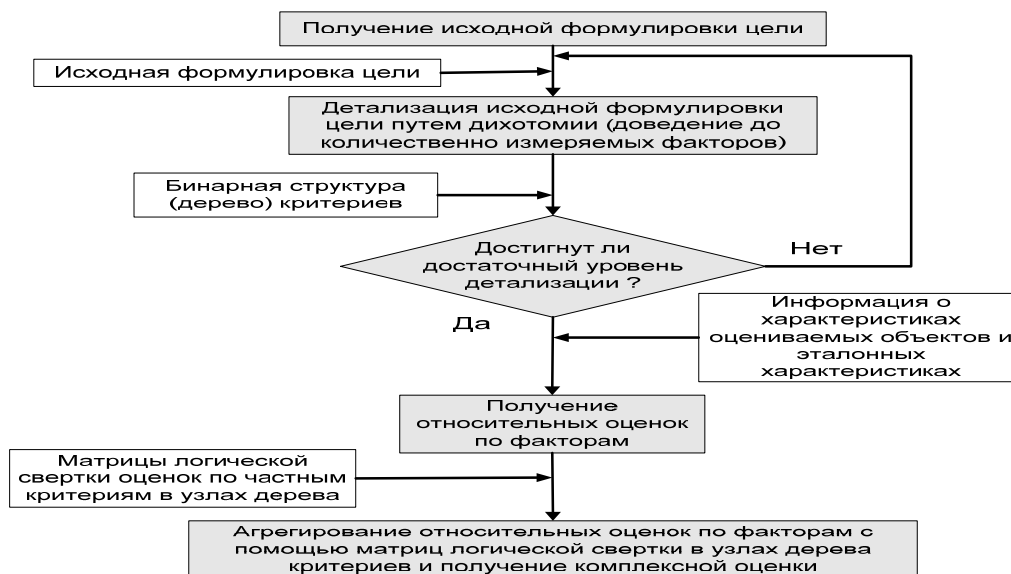 Получение исходной формулировки цели
Исходная формулировка цели
Детализация исходной формулировки
цели путем дихотомии (доведение до
количественно измеряемых факторов)
Бинарная структура
(дерево) критериев
Достигнут ли
достаточный уровень
детализации ?
Нет
Да
Информация о
характеристиках
оцениваемых объектов и
эталонных
характеристиках
Получение
относительных оценок
по факторам
Матрицы логической
свертки оценок по частным
критериям в узлах дерева
Агрегирование относительных оценок по факторам с
помощью матриц логической свертки в узлах дерева
критериев и получение комплексной оценки